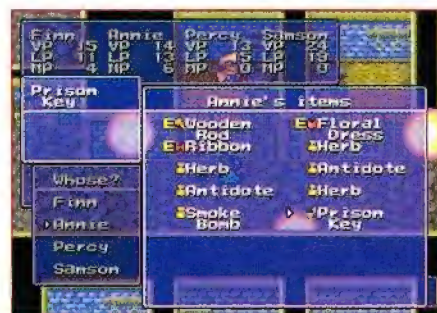 Finn Annie Percy Samson
VP 15 VP 14 VP 13 VP 24
LP 11 LP 13 LP 5 LP 19
MP 4 MP 6 MP 0 MP 0
Prison
Key
Annie's items
E Wooden E Floral
Rod Dress
E Ribbon Herb
Herb Antidote
Antidote Herb
Smoke Prison
Bomb Key
Whose?
Finn
Annie
Percy
Samson